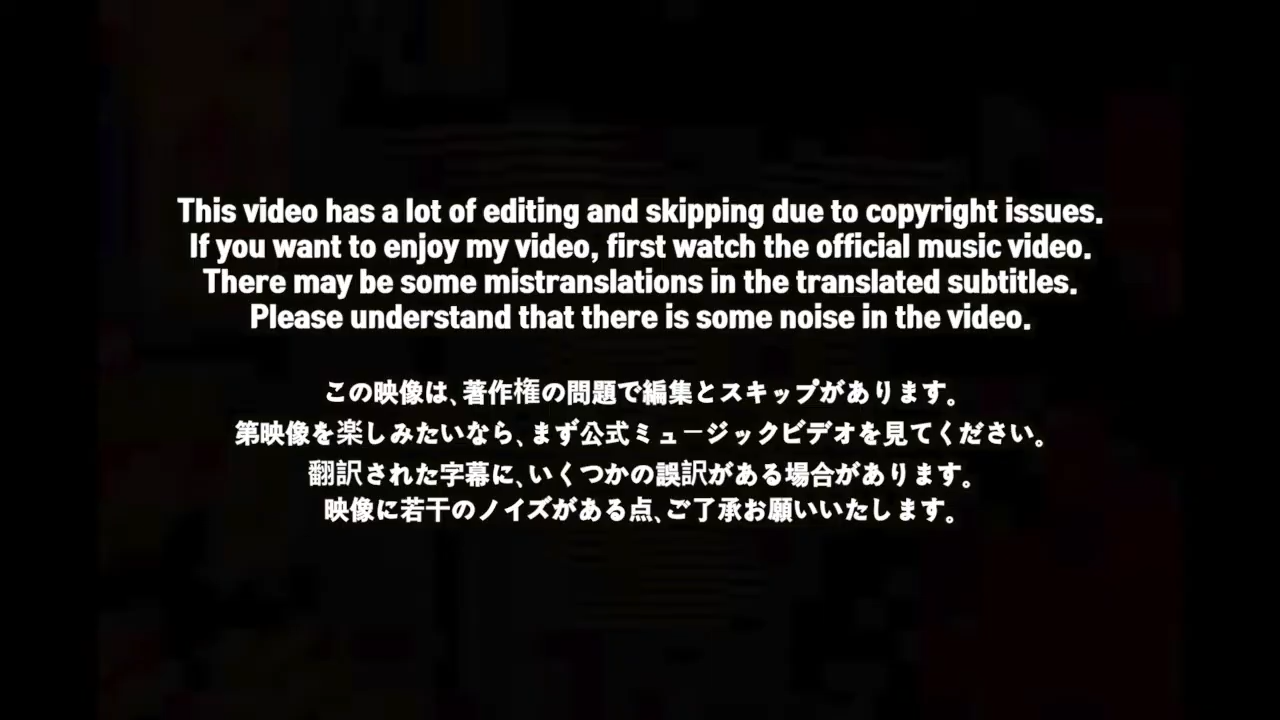 This video has a lot of editing and skipping due to copyright issues.
If you want to enjoy my video, first watch the official music video.
There may be some mistranslations in the translated subtitles.
Please understand that there is some noise in the video.
この映像は、著作権の問題で編集とスキップがあります。
第映像を楽しみたいなら、まず公式ミュージックビデオを見てください。
翻訳された字幕に、いくつかの誤訳がある場合があります。
映像に若干のノイズがある点、ご了承お願いいたします。